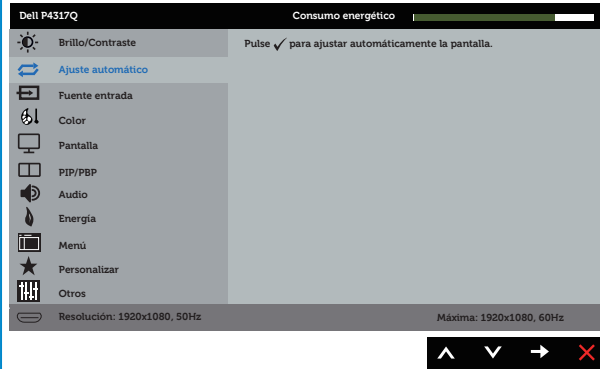 Dell P4317Q Consumo energético
Brillo/Contraste Pulse ✓ para ajustar automáticamente la pantalla.
Ajuste automático
Fuente entrada
Color
Pantalla
PIP/PBP
Audio
Energía
Menú
Personalizar
Otros
Resolución: 1920x1080, 50Hz Máxima: 1920x1080, 60Hz